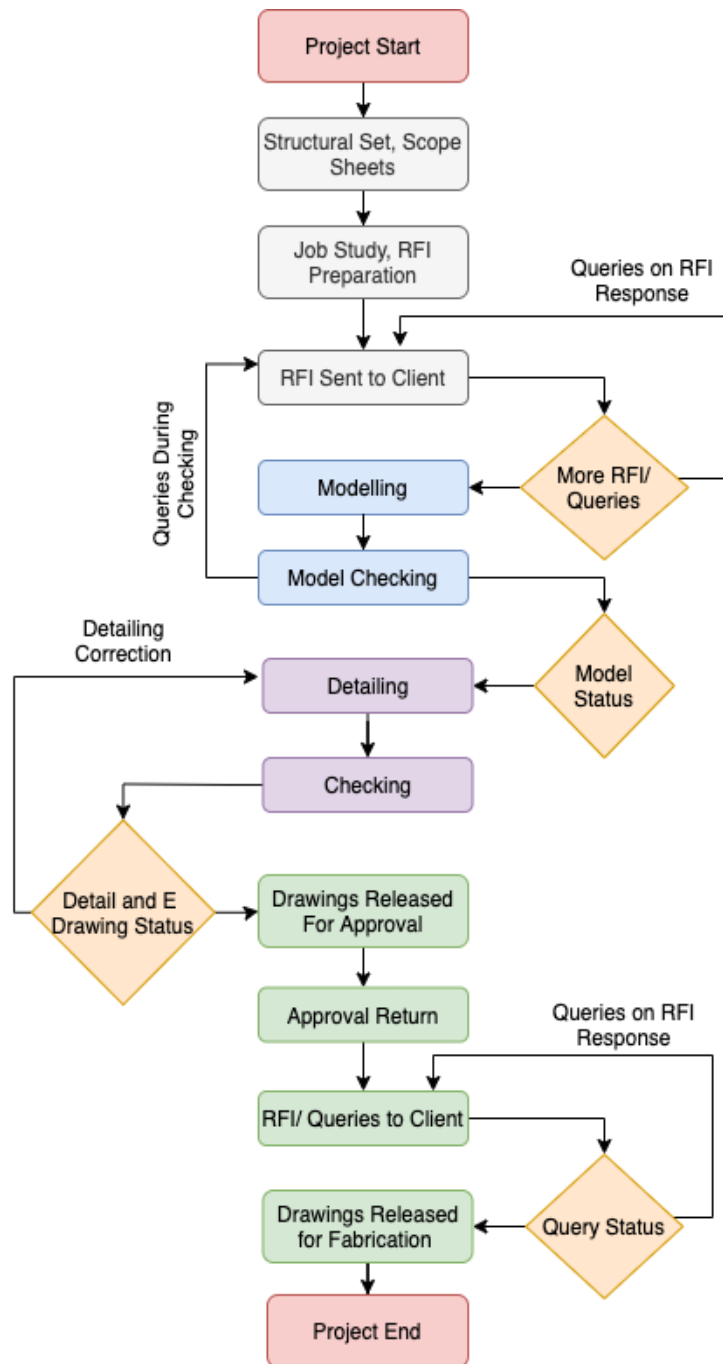 Project Start
Structural Set, Scope
Sheets
Job Study, RFI
Preparation
Queries on RFI
Response
RFI Sent to Client
Queries During
Checking
More RFI/
Queries
Modelling
Model Checking
Detailing
Correction
Model
Status
Detailing
Checking
Detail and E
Drawing Status
Drawings Released
For Approval
Approval Return
Queries on RFI
Response
RFI/ Queries to Client
Query Status
Drawings Released
for Fabrication
Project End